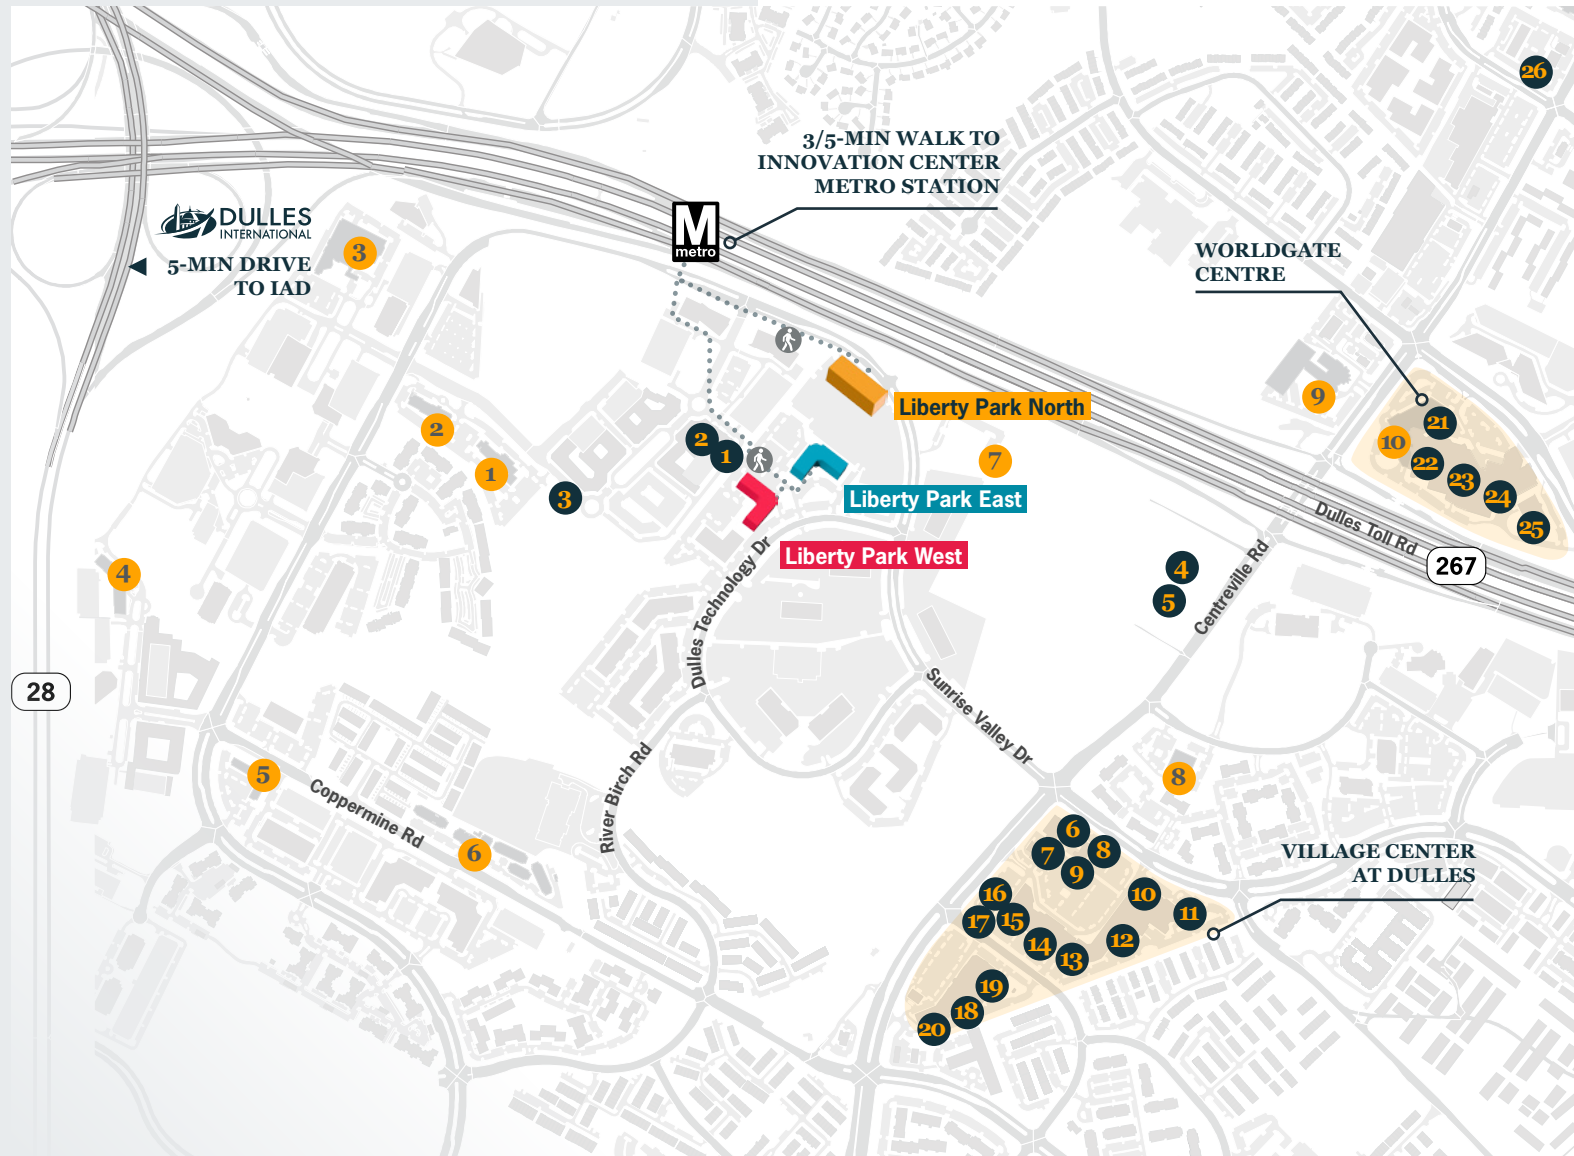 26
3/5-MIN WALK TO
INNOVATION CENTER
METRO STATION
M
metro
DULLES
INTERNATIONAL
5-MIN DRIVE
TO IAD
3
WORLDGATE
CENTRE
Liberty Park North
9
21
10
22
23
24
25
2
1
2
1
3
7
Liberty Park East
Liberty Park West
Dulles Toll Rd
267
4
5
Centreville Rd
4
Dulles Technology Dr
28
Sunrise Valley Dr
River Birch Rd
5
Coppermine Rd
6
8
6
7
8
9
VILLAGE CENTER
AT DULLES
10
11
12
16
17
15
14
13
19
18
20